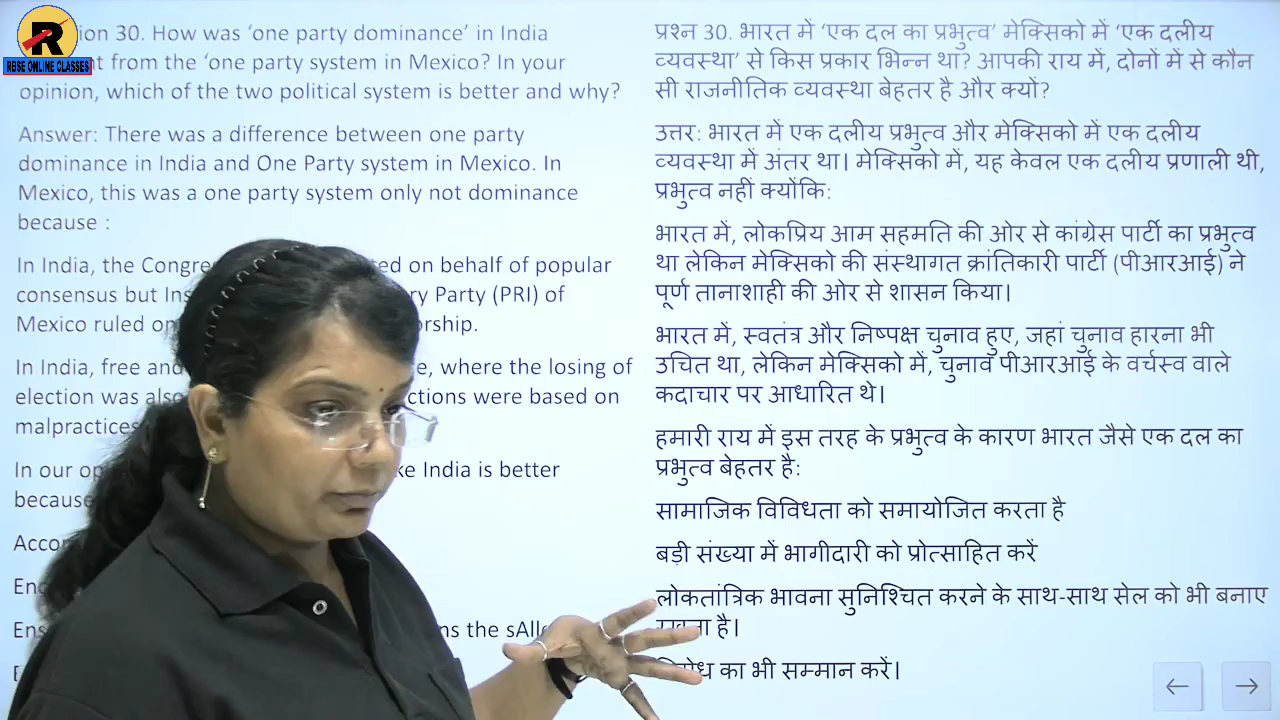 R
RBSE ONLINE CLASSES
ion 30. How was ‘one party dominance’ in India
t from the ‘one party system in Mexico? In your
opinion, which of the two political system is better and why?
Answer: There was a difference between one party
dominance in India and One Party system in Mexico. In
Mexico, this was a one party system only not dominance
because :
In India, the Congre ed on behalf of popular
consensus but Ins ry Party (PRI) of
Mexico ruled on orship.
In India, free and e, where the losing of
election was also ctions were based on
malpractices
In our op ke India is better
because
Acco
En
Ens ns the sAll
प्रश्न 30. भारत में ‘एक दल का प्रभुत्व’ मेक्सिको में ‘एक दलीय
व्यवस्था’ से किस प्रकार भिन्न था? आपकी राय में, दोनों में से कौन
सी राजनीतिक व्यवस्था बेहतर है और क्यों?
उत्तर: भारत में एक दलीय प्रभुत्व और मेक्सिको में एक दलीय
व्यवस्था में अंतर था। मेक्सिको में, यह केवल एक दलीय प्रणाली थी,
प्रभुत्व नहीं क्योंकि:
भारत में, लोकप्रिय आम सहमति की ओर से कांग्रेस पार्टी का प्रभुत्व
था लेकिन मेक्सिको की संस्थागत क्रांतिकारी पार्टी (पीआरआई) ने
पूर्ण तानाशाही की ओर से शासन किया।
भारत में, स्वतंत्र और निष्पक्ष चुनाव हुए, जहां चुनाव हारना भी
उचित था, लेकिन मेक्सिको में, चुनाव पीआरआई के वर्चस्व वाले
कदाचार पर आधारित थे।
हमारी राय में इस तरह के प्रभुत्व के कारण भारत जैसे एक दल का
प्रभुत्व बेहतर है:
सामाजिक विविधता को समायोजित करता है
बड़ी संख्या में भागीदारी को प्रोत्साहित करें
लोकतांत्रिक भावना सुनिश्चित करने के साथ-साथ सेल को भी बनाए
है।
का भी सम्मान करें।